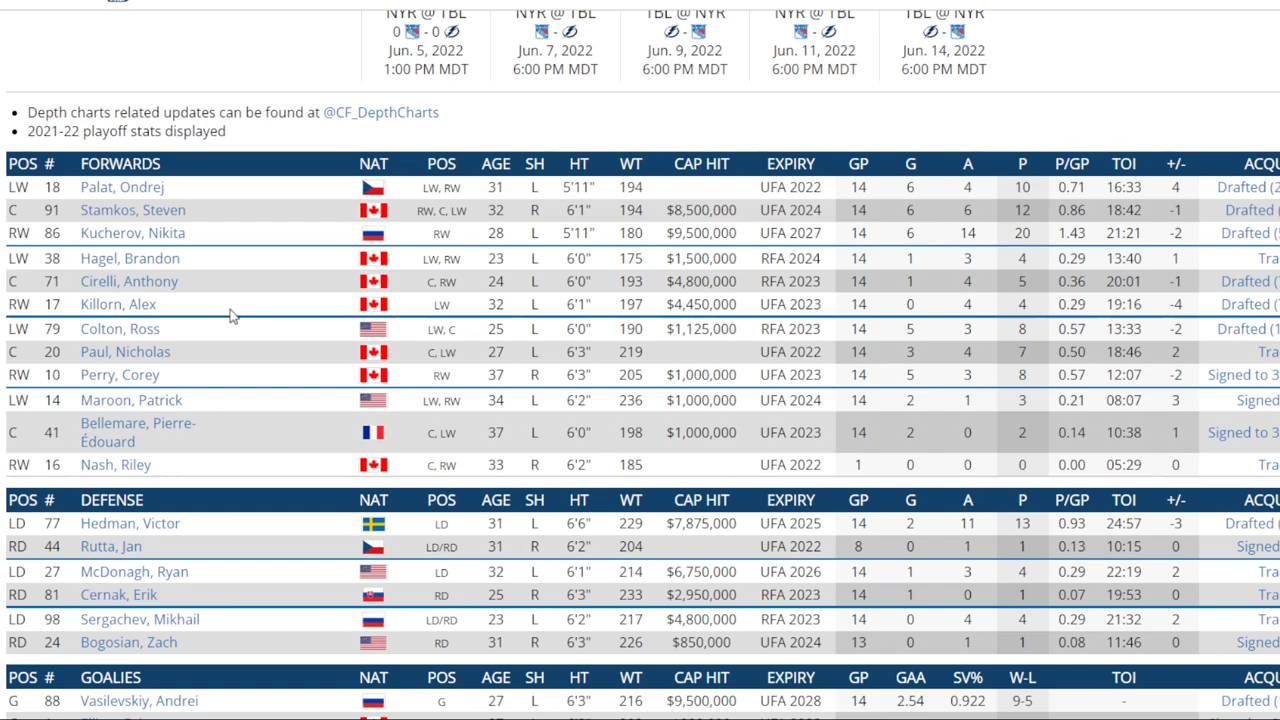 NYR @ TBL NYR @ TBL TBL @ NYR NYR @ TBL TBL @ NYR
0 - 0 - - - -
Jun. 5, 2022 Jun. 7, 2022 Jun. 9, 2022 Jun. 11, 2022 Jun. 14, 2022
1:00 PM MDT 6:00 PM MDT 6:00 PM MDT 6:00 PM MDT 6:00 PM MDT
• Depth charts related updates can be found at @CF_DepthCharts
• 2021-22 playoff stats displayed
POS # FORWARDS NAT POS AGE SH HT WT CAP HIT EXPIRY GP G A P P/GP TOI +/- ACQU
LW 18 Palat, Ondrej LW, RW 31 L 5'11" 194 UFA 2022 14 6 4 10 0.71 16:33 4 Drafted (2
C 91 Stamkos, Steven RW, C, LW 32 R 6'1" 194 $8,500,000 UFA 2024 14 6 6 12 0.86 18:42 -1 Drafted (
RW 86 Kucherov, Nikita RW 28 L 5'11" 180 $9,500,000 UFA 2027 14 6 14 20 1.43 21:21 -2 Drafted (5
LW 38 Hagel, Brandon LW, RW 23 L 6'0" 175 $1,500,000 RFA 2024 14 1 3 4 0.29 13:40 1 Tra
C 71 Cirelli, Anthony C, RW 24 L 6'0" 193 $4,800,000 RFA 2023 14 1 4 5 0.36 20:01 -1 Drafted (
RW 17 Killorn, Alex LW 32 L 6'1" 197 $4,450,000 UFA 2023 14 0 4 4 0.29 19:16 -4 Drafted (
LW 79 Colton, Ross LW, C 25 L 6'0" 190 $1,125,000 RFA 2023 14 5 3 8 0.57 13:33 -2 Drafted (1
C 20 Paul, Nicholas C, LW 27 L 6'3" 219 UFA 2022 14 3 4 7 0.50 18:46 2 Tra
RW 10 Perry, Corey RW 37 R 6'3" 205 $1,000,000 UFA 2023 14 5 3 8 0.57 12:07 -2 Signed to 3
LW 14 Maroon, Patrick LW, RW 34 L 6'2" 236 $1,000,000 UFA 2024 14 2 1 3 0.21 08:07 3 Signed
C 41 Bellemare, Pierre-
Édouard C, LW 37 L 6'0" 198 $1,000,000 UFA 2023 14 2 0 2 0.14 10:38 1 Signed to 3
RW 16 Nash, Riley C, RW 33 R 6'2" 185 UFA 2022 1 0 0 0 0.00 05:29 0 Tra
POS # DEFENSE NAT POS AGE SH HT WT CAP HIT EXPIRY GP G A P P/GP TOI +/- ACQU
LD 77 Hedman, Victor LD 31 L 6'6" 229 $7,875,000 UFA 2025 14 2 11 13 0.93 24:57 -3 Drafted (
RD 44 Rutta, Jan LD/RD 31 R 6'2" 204 UFA 2022 8 0 1 1 0.13 10:15 0 Signed
LD 27 McDonagh, Ryan LD 32 L 6'1" 214 $6,750,000 UFA 2026 14 1 3 4 0.29 22:19 2 Tra
RD 81 Cernak, Erik RD 25 R 6'3" 233 $2,950,000 RFA 2023 14 1 0 1 0.07 19:53 0 Tra
LD 98 Sergachev, Mikhail LD/RD 23 L 6'2" 217 $4,800,000 RFA 2023 14 0 4 4 0.29 21:32 2 Tra
RD 24 Bogosian, Zach RD 31 R 6'3" 226 $850,000 UFA 2024 13 0 1 1 0.08 11:46 0 Signed
POS # GOALIES NAT POS AGE SH HT WT CAP HIT EXPIRY GP GAA SV% W-L TOI ACQU
G 88 Vasilevskiy, Andrei G 27 L 6'3" 216 $9,500,000 UFA 2028 14 2.54 0.922 9-5 - Drafted (